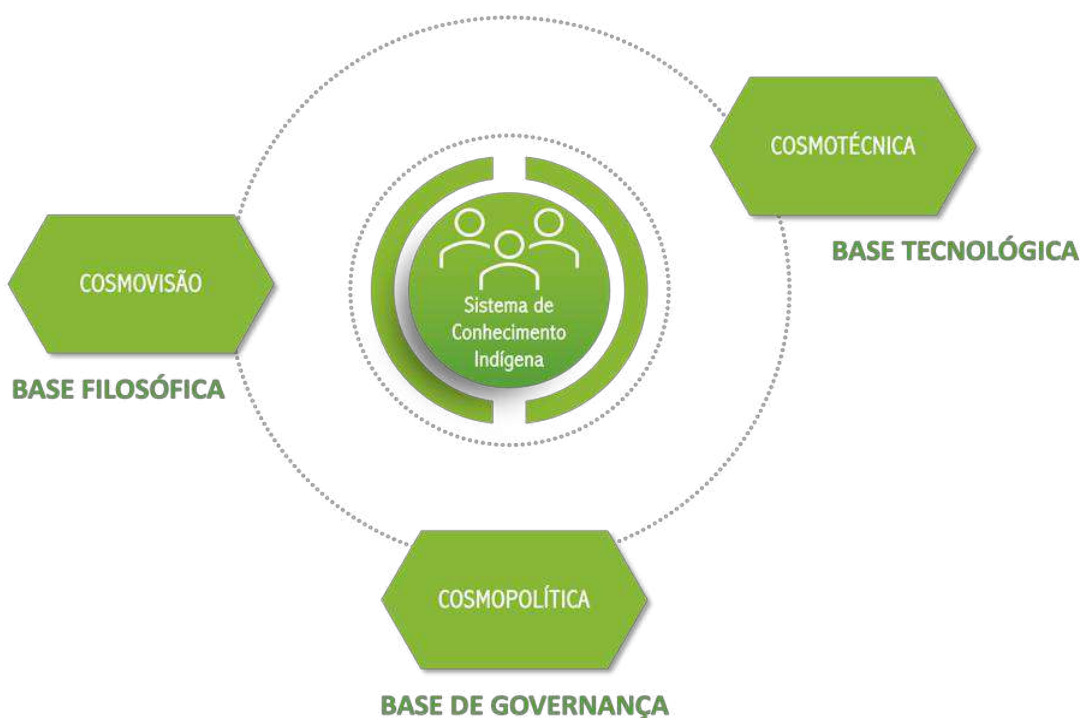 COSMOTÉCNICA
BASE TECNOLÓGICA
COSMOVISÃO
BASE FILOSÓFICA
Sistema de
Conhecimento
Indígena
COSMOPOLÍTICA
BASE DE GOVERNANÇA